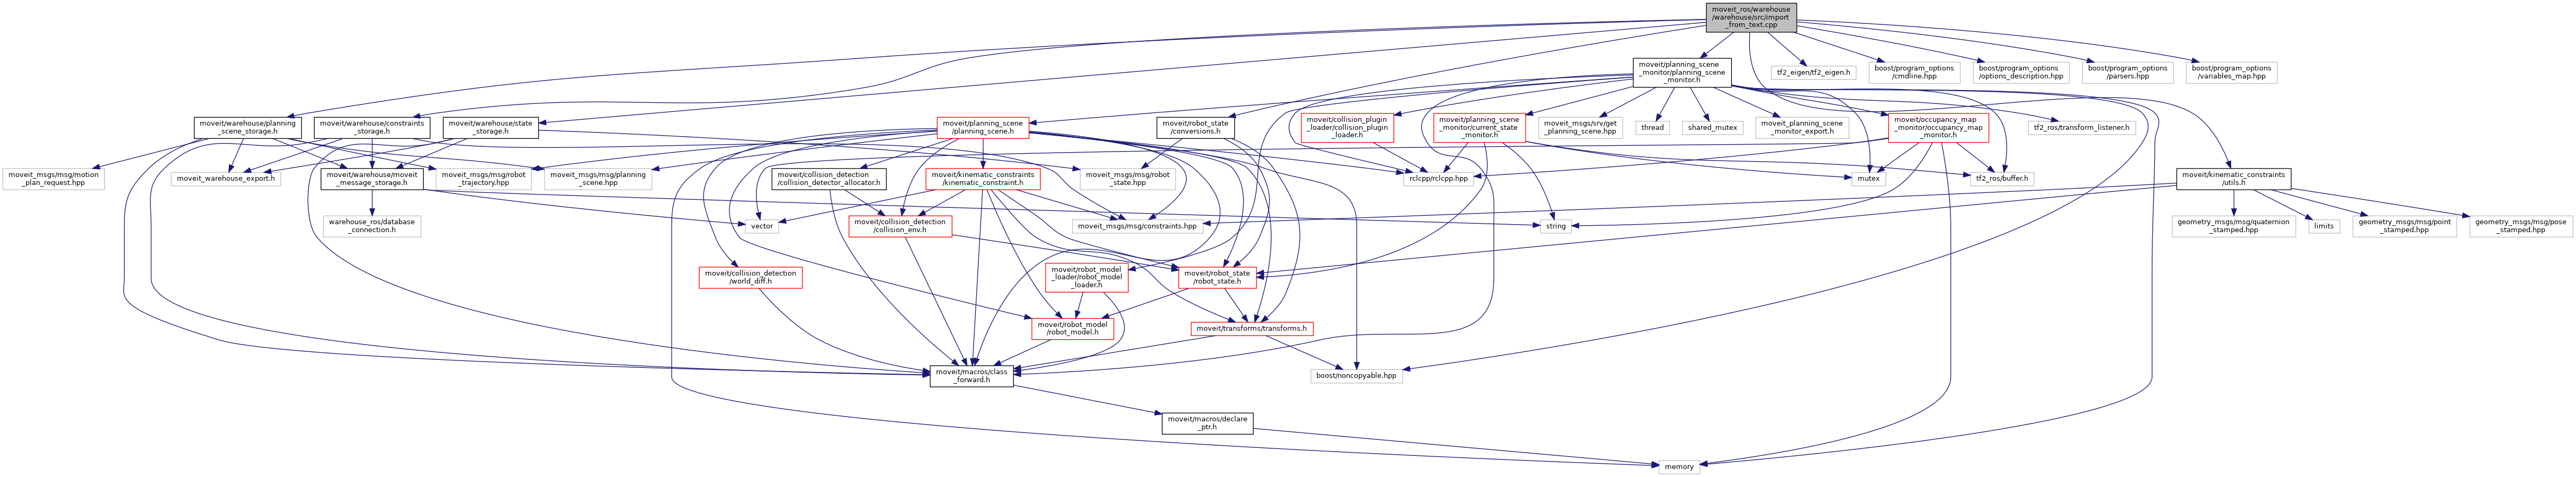 moveit_ros/warehouse
/warehouse/src/import
_from_text.cpp
moveit/planning_scene
_monitor/planning_scene
_monitor.h
tf2_eigen/tf2_eigen.h
boost/program_options
/cmdline.hpp
boost/program_options
/options_description.hpp
boost/program_options
/parsers.hpp
boost/program_options
/variables_map.hpp
moveit/warehouse/planning
_scene_storage.h
moveit/warehouse/constraints
_storage.h
moveit/warehouse/state
_storage.h
moveit/planning_scene
/planning_scene.h
moveit/robot_state
/conversions.h
moveit/collision_plugin
_loader/collision_plugin
_loader.h
moveit/planning_scene
_monitor/current_state
_monitor.h
moveit_msgs/srv/get
_planning_scene.hpp
thread
shared_mutex
moveit_planning_scene
_monitor_export.h
moveit/occupancy_map
_monitor/occupancy_map
_monitor.h
tf2_ros/transform_listener.h
moveit_msgs/msg/motion
_plan_request.hpp
moveit_warehouse_export.h
moveit/warehouse/moveit
_message_storage.h
moveit_msgs/msg/robot
_trajectory.hpp
moveit_msgs/msg/planning
_scene.hpp
moveit/collision_detection
/collision_detector_allocator.h
moveit/kinematic_constraints
/kinematic_constraint.h
moveit_msgs/msg/robot
_state.hpp
rclcpp/rclcpp.hpp
mutex
tf2_ros/buffer.h
moveit/kinematic_constraints
/utils.h
warehouse_ros/database
_connection.h
vector
moveit/collision_detection
/collision_env.h
moveit_msgs/msg/constraints.hpp
string
geometry_msgs/msg/quaternion
_stamped.hpp
limits
geometry_msgs/msg/point
_stamped.hpp
geometry_msgs/msg/pose
_stamped.hpp
moveit/collision_detection
/world_diff.h
moveit/robot_model
_loader/robot_model
_loader.h
moveit/robot_state
/robot_state.h
moveit/robot_model
/robot_model.h
moveit/transforms/transforms.h
moveit/macros/class
_forward.h
boost/noncopyable.hpp
moveit/macros/declare
_ptr.h
memory